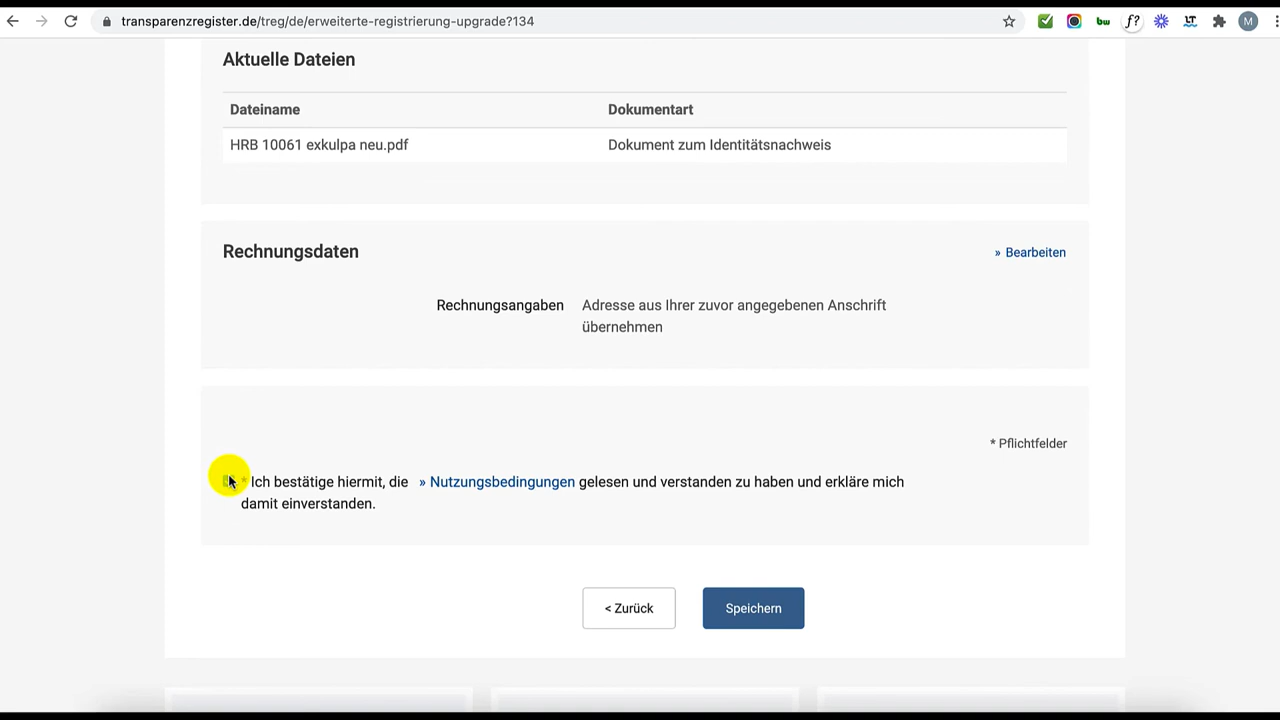 transparenzregister.de/treg/de/erweiterte-registrierung-upgrade?134
bw
f?
LT
M
Aktuelle Dateien
Dateiname Dokumentart
HRB 10061 exkulpa neu.pdf Dokument zum Identitätsnachweis
Rechnungsdaten » Bearbeiten
Rechnungsangaben Adresse aus Ihrer zuvor angegebenen Anschrift
übernehmen
* Pflichtfelder
* Ich bestätige hiermit, die » Nutzungsbedingungen gelesen und verstanden zu haben und erkläre mich
damit einverstanden.
< Zurück Speichern